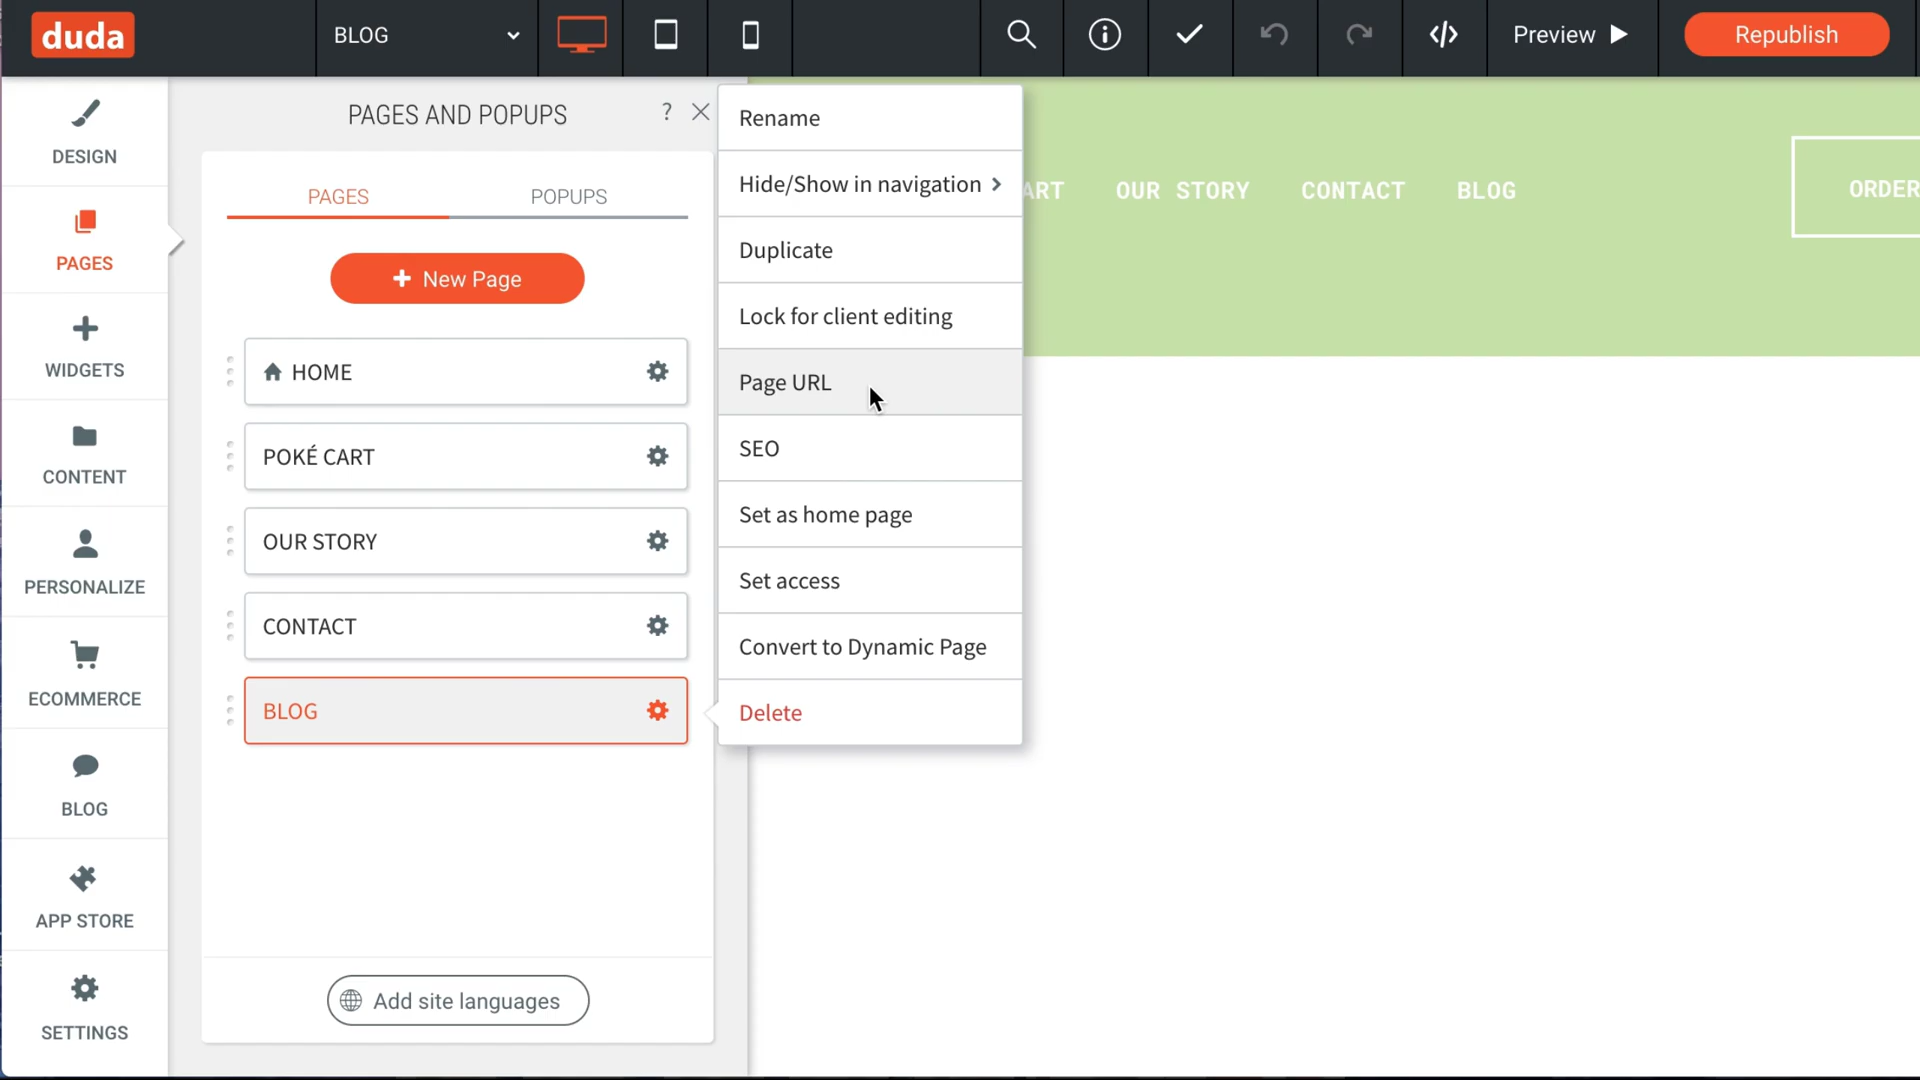 duda
BLOG
Preview
Republish
DESIGN
PAGES
WIDGETS
CONTENT
PERSONALIZE
ECOMMERCE
BLOG
APP STORE
SETTINGS
PAGES AND POPUPS
?
PAGES
POPUPS
+ New Page
HOME
POKÉ CART
OUR STORY
CONTACT
BLOG
Add site languages
Rename
Hide/Show in navigation
Duplicate
Lock for client editing
Page URL
SEO
Set as home page
Set access
Convert to Dynamic Page
Delete
ART
OUR STORY
CONTACT
BLOG
ORDER